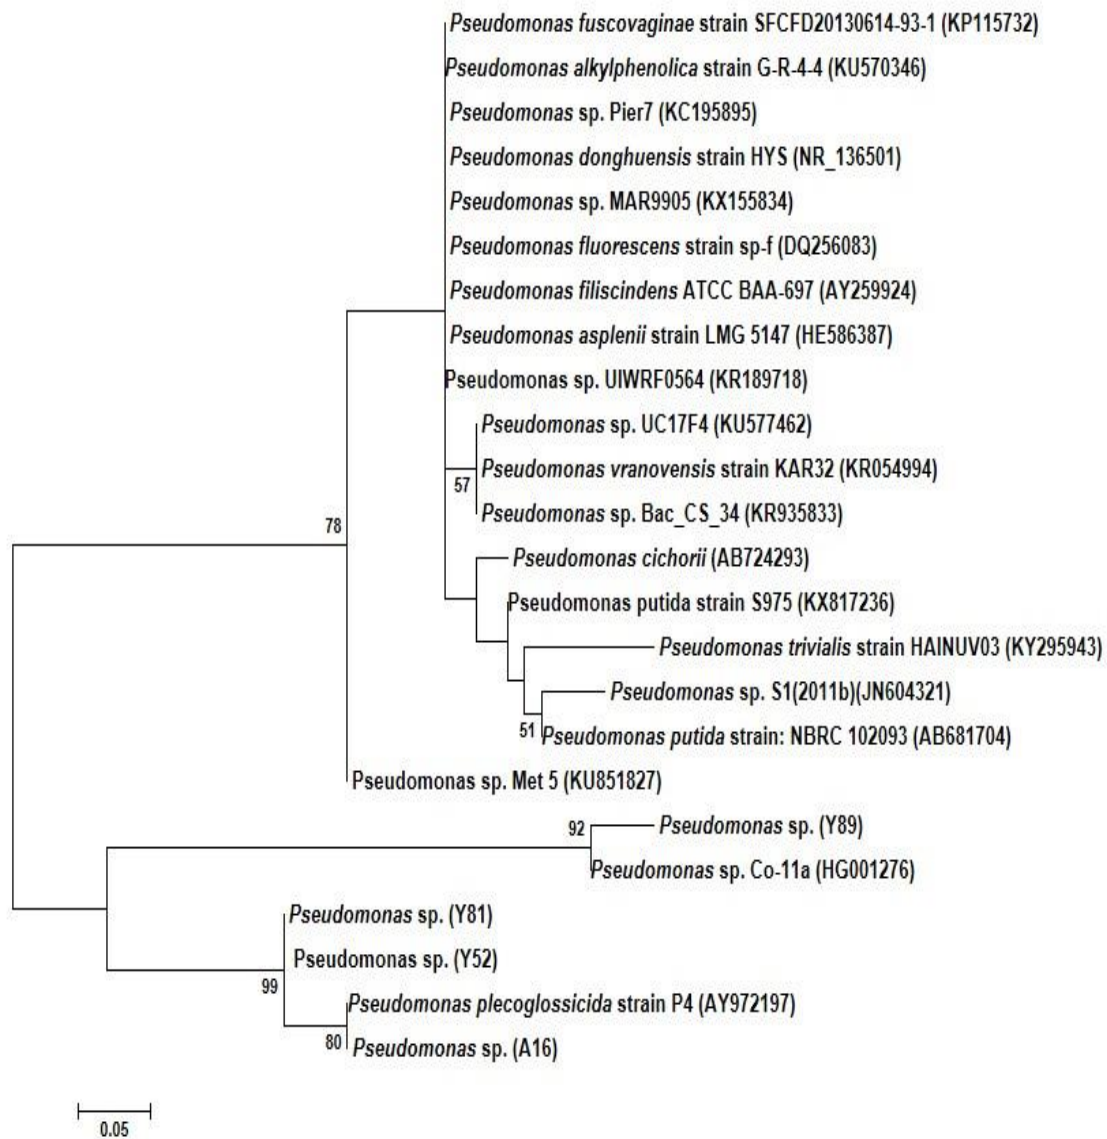 Pseudomonas fuscovaginae strain SFCFD20130614-93-1 (KP115732)
Pseudomonas alkylphenolica strain G-R-4-4 (KU570346)
Pseudomonas sp. Pier7 (KC195895)
Pseudomonas donghuensis strain HYS (NR_136501)
Pseudomonas sp. MAR9905 (KX155834)
Pseudomonas fluorescens strain sp-f (DQ256083)
Pseudomonas filiscindens ATCC BAA-697 (AY259924)
Pseudomonas asplenii strain LMG 5147 (HE586387)
Pseudomonas sp. UIWRF0564 (KR189718)
Pseudomonas sp. UC17F4 (KU577462)
Pseudomonas vranovensis strain KAR32 (KR054994)
57
Pseudomonas sp. Bac_CS_34 (KR935833)
78
Pseudomonas cichorii (AB724293)
Pseudomonas putida strain S975 (KX817236)
Pseudomonas trivialis strain HAINUV03 (KY295943)
Pseudomonas sp. S1(2011b)(JN604321)
51
Pseudomonas putida strain: NBRC 102093 (AB681704)
Pseudomonas sp. Met 5 (KU851827)
92
Pseudomonas sp. (Y89)
Pseudomonas sp. Co-11a (HG001276)
Pseudomonas sp. (Y81)
Pseudomonas sp. (Y52)
99
Pseudomonas plecoglossicida strain P4 (AY972197)
80
Pseudomonas sp. (A16)
0.05